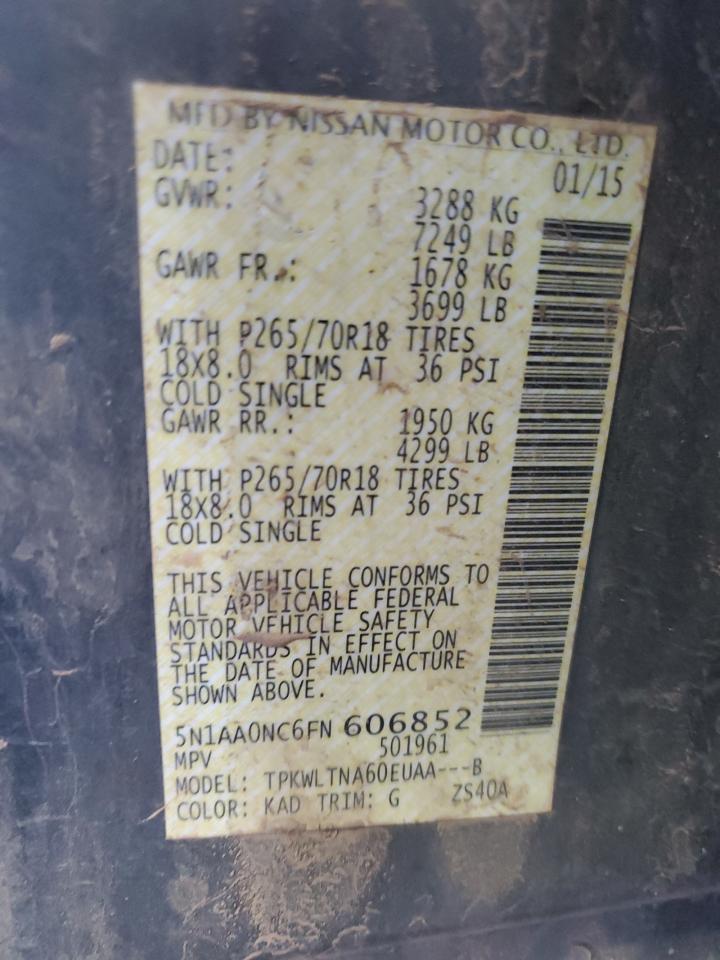 MFD BY NISSAN MOTOR CO., LTD.
DATE: 01/15
GVWR: 3288 KG
7249 LB
GAWR FR.: 1678 KG
3699 LB
WITH P265/70R18 TIRES
18X8.0 RIMS AT 36 PSI
COLD SINGLE
GAWR RR.: 1950 KG
4299 LB
WITH P265/70R18 TIRES
18X8.0 RIMS AT 36 PSI
COLD SINGLE
THIS VEHICLE CONFORMS TO
ALL APPLICABLE FEDERAL
MOTOR VEHICLE SAFETY
STANDARDS IN EFFECT ON
THE DATE OF MANUFACTURE
SHOWN ABOVE.
5N1AA0NC6FN 606852
MPV 501961
MODEL: TPKWLTNA60EUAA---B
COLOR: KAD TRIM: G ZS40A